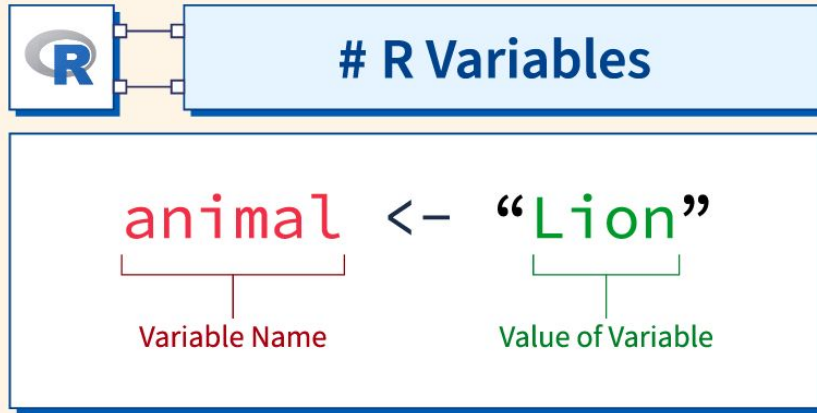 R
# R Variables
animal <- “Lion”
Variable Name
Value of Variable